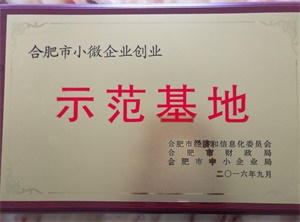 合肥市小微企业创业
示范基地
合肥市经济和信息化委员会
合肥市财政局
合肥市中小企业局
二〇一六年九月